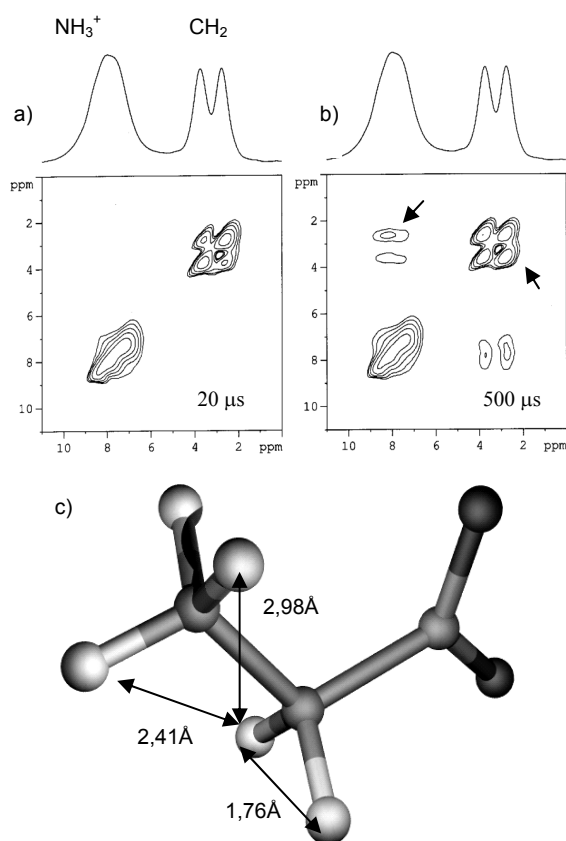 NH₃⁺ CH₂
a) b)
ppm ppm
2 2
4 4
6 6
8 8
10 10
20 µs 500 µs
10 8 6 4 2 ppm 10 8 6 4 2 ppm
c)
2,98Å
2,41Å
1,76Å